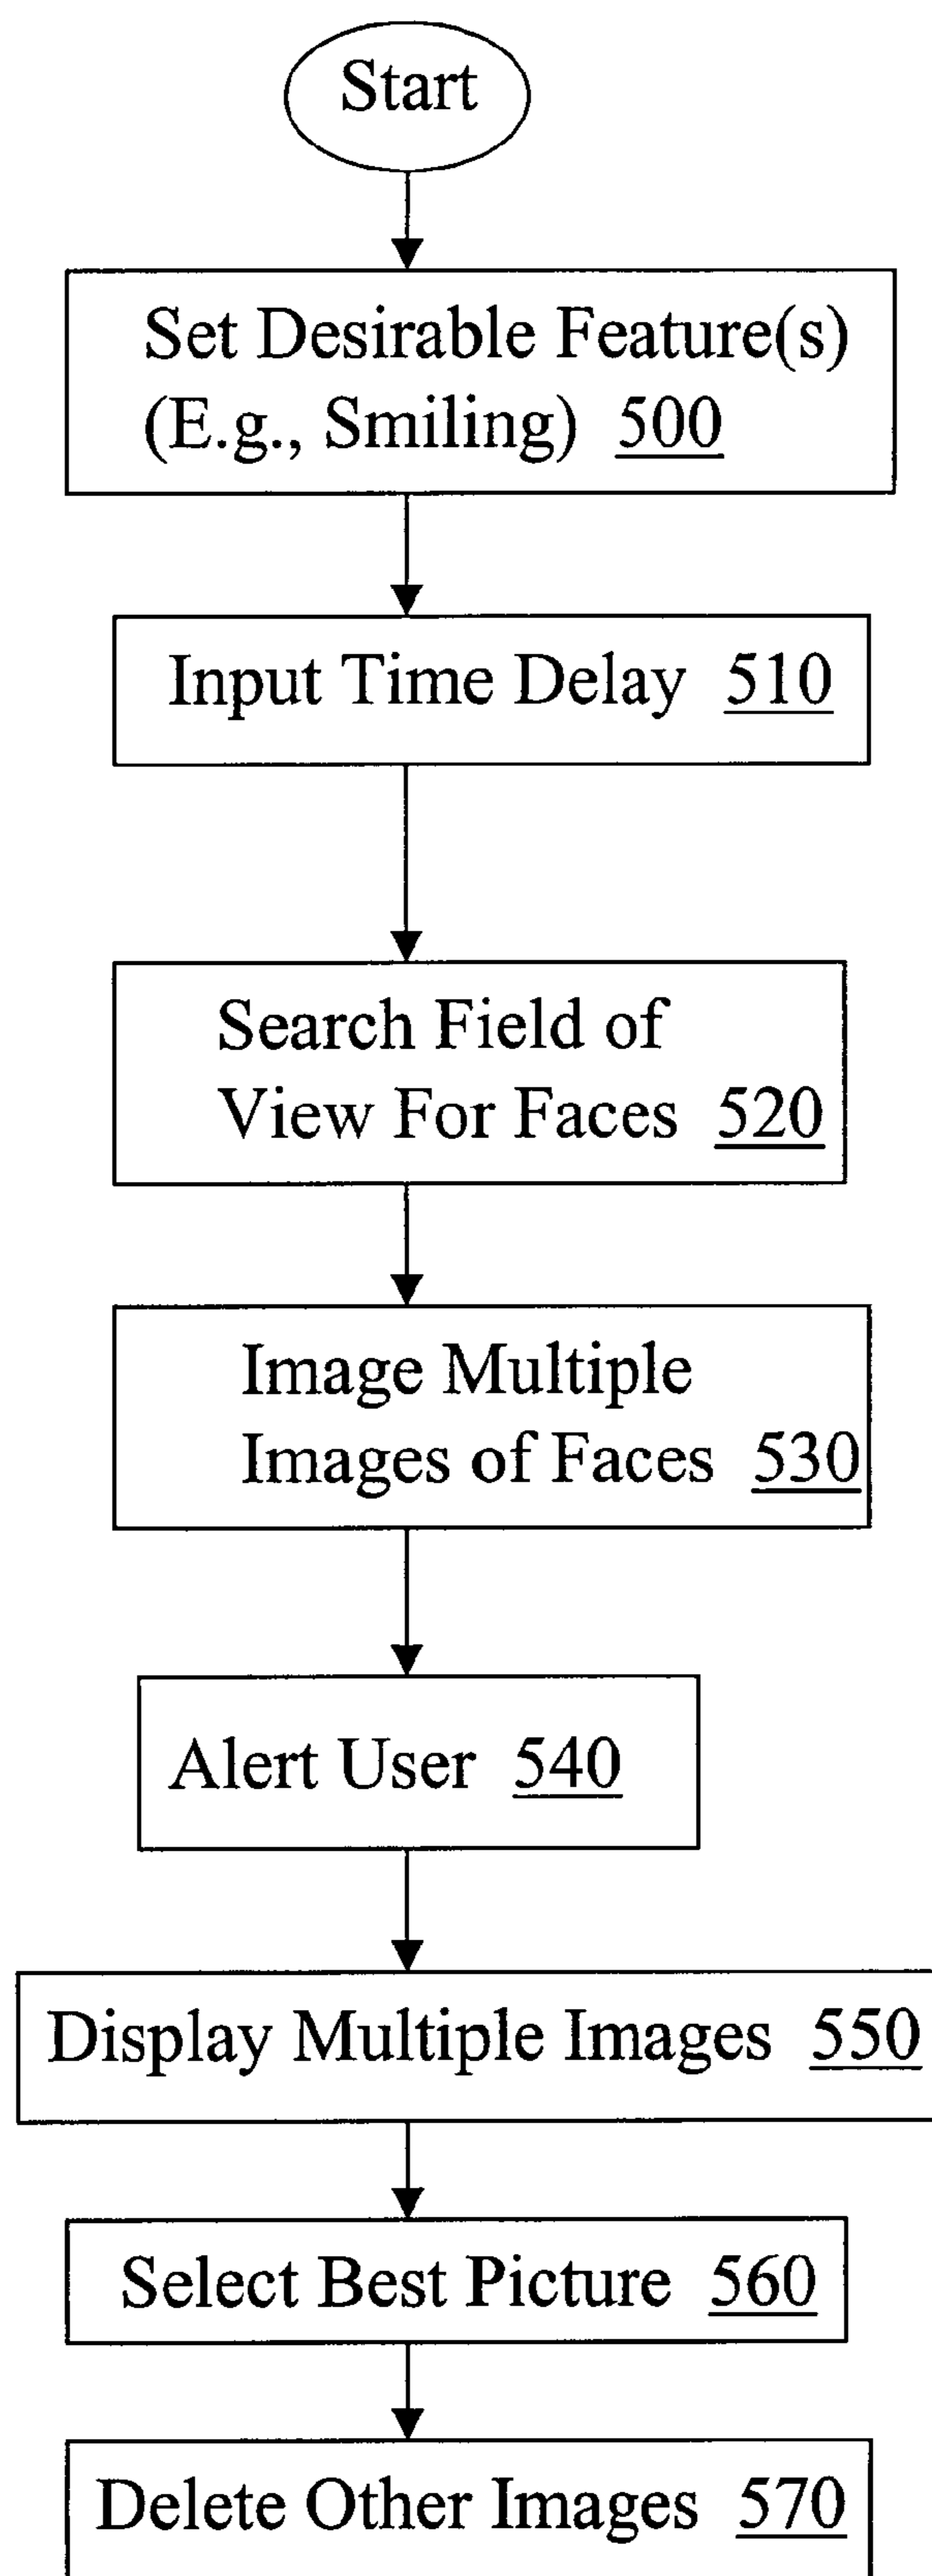 Start
Set Desirable Feature(s)
(E.g., Smiling) 500
Input Time Delay 510
Search Field of
View For Faces 520
Image Multiple
Images of Faces 530
Alert User 540
Display Multiple Images 550
Select Best Picture 560
Delete Other Images 570